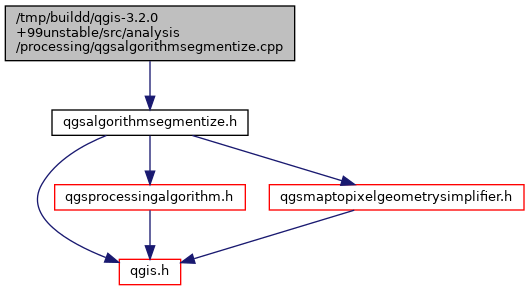 /tmp/buildd/qgis-3.2.0
+99unstable/src/analysis
/processing/qgsalgorithmsegmentize.cpp
qgsalgorithmsegmentize.h
qgsprocessingalgorithm.h
qgsmaptopixelgeometrysimplifier.h
qgis.h